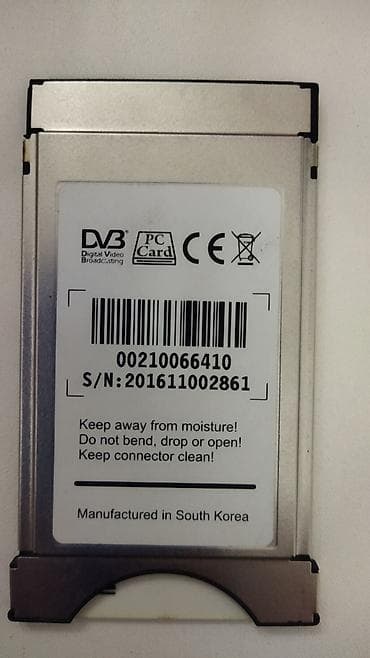 DVB
Digital Video
Broadcasting
PC
Card
CE
00210066410
S/N:201611002861
Keep away from moisture!
Do not bend, drop or open!
Keep connector clean!
Manufactured in South Korea